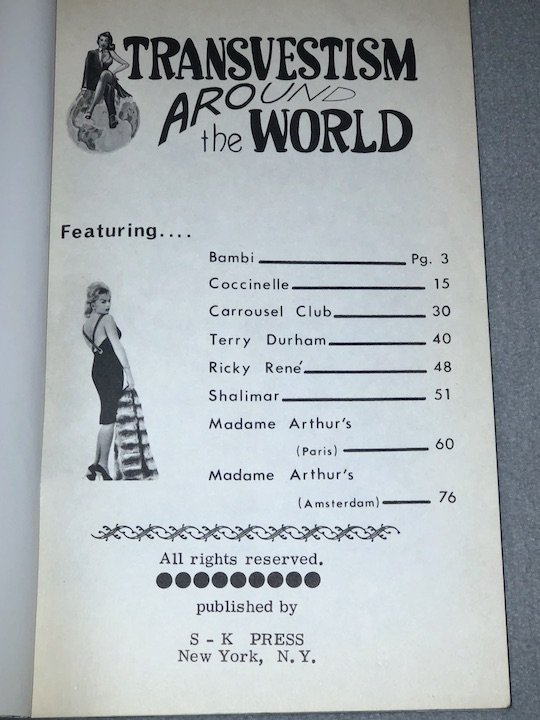 TRANSVESTISM
AROUND
the WORLD
Featuring....
Bambi Pg. 3
Coccinelle 15
Carrousel Club 30
Terry Durham 40
Ricky René 48
Shalimar 51
Madame Arthur's
(Paris) 60
Madame Arthur's
(Amsterdam) 76
All rights reserved.
published by
S - K PRESS
New York, N.Y.